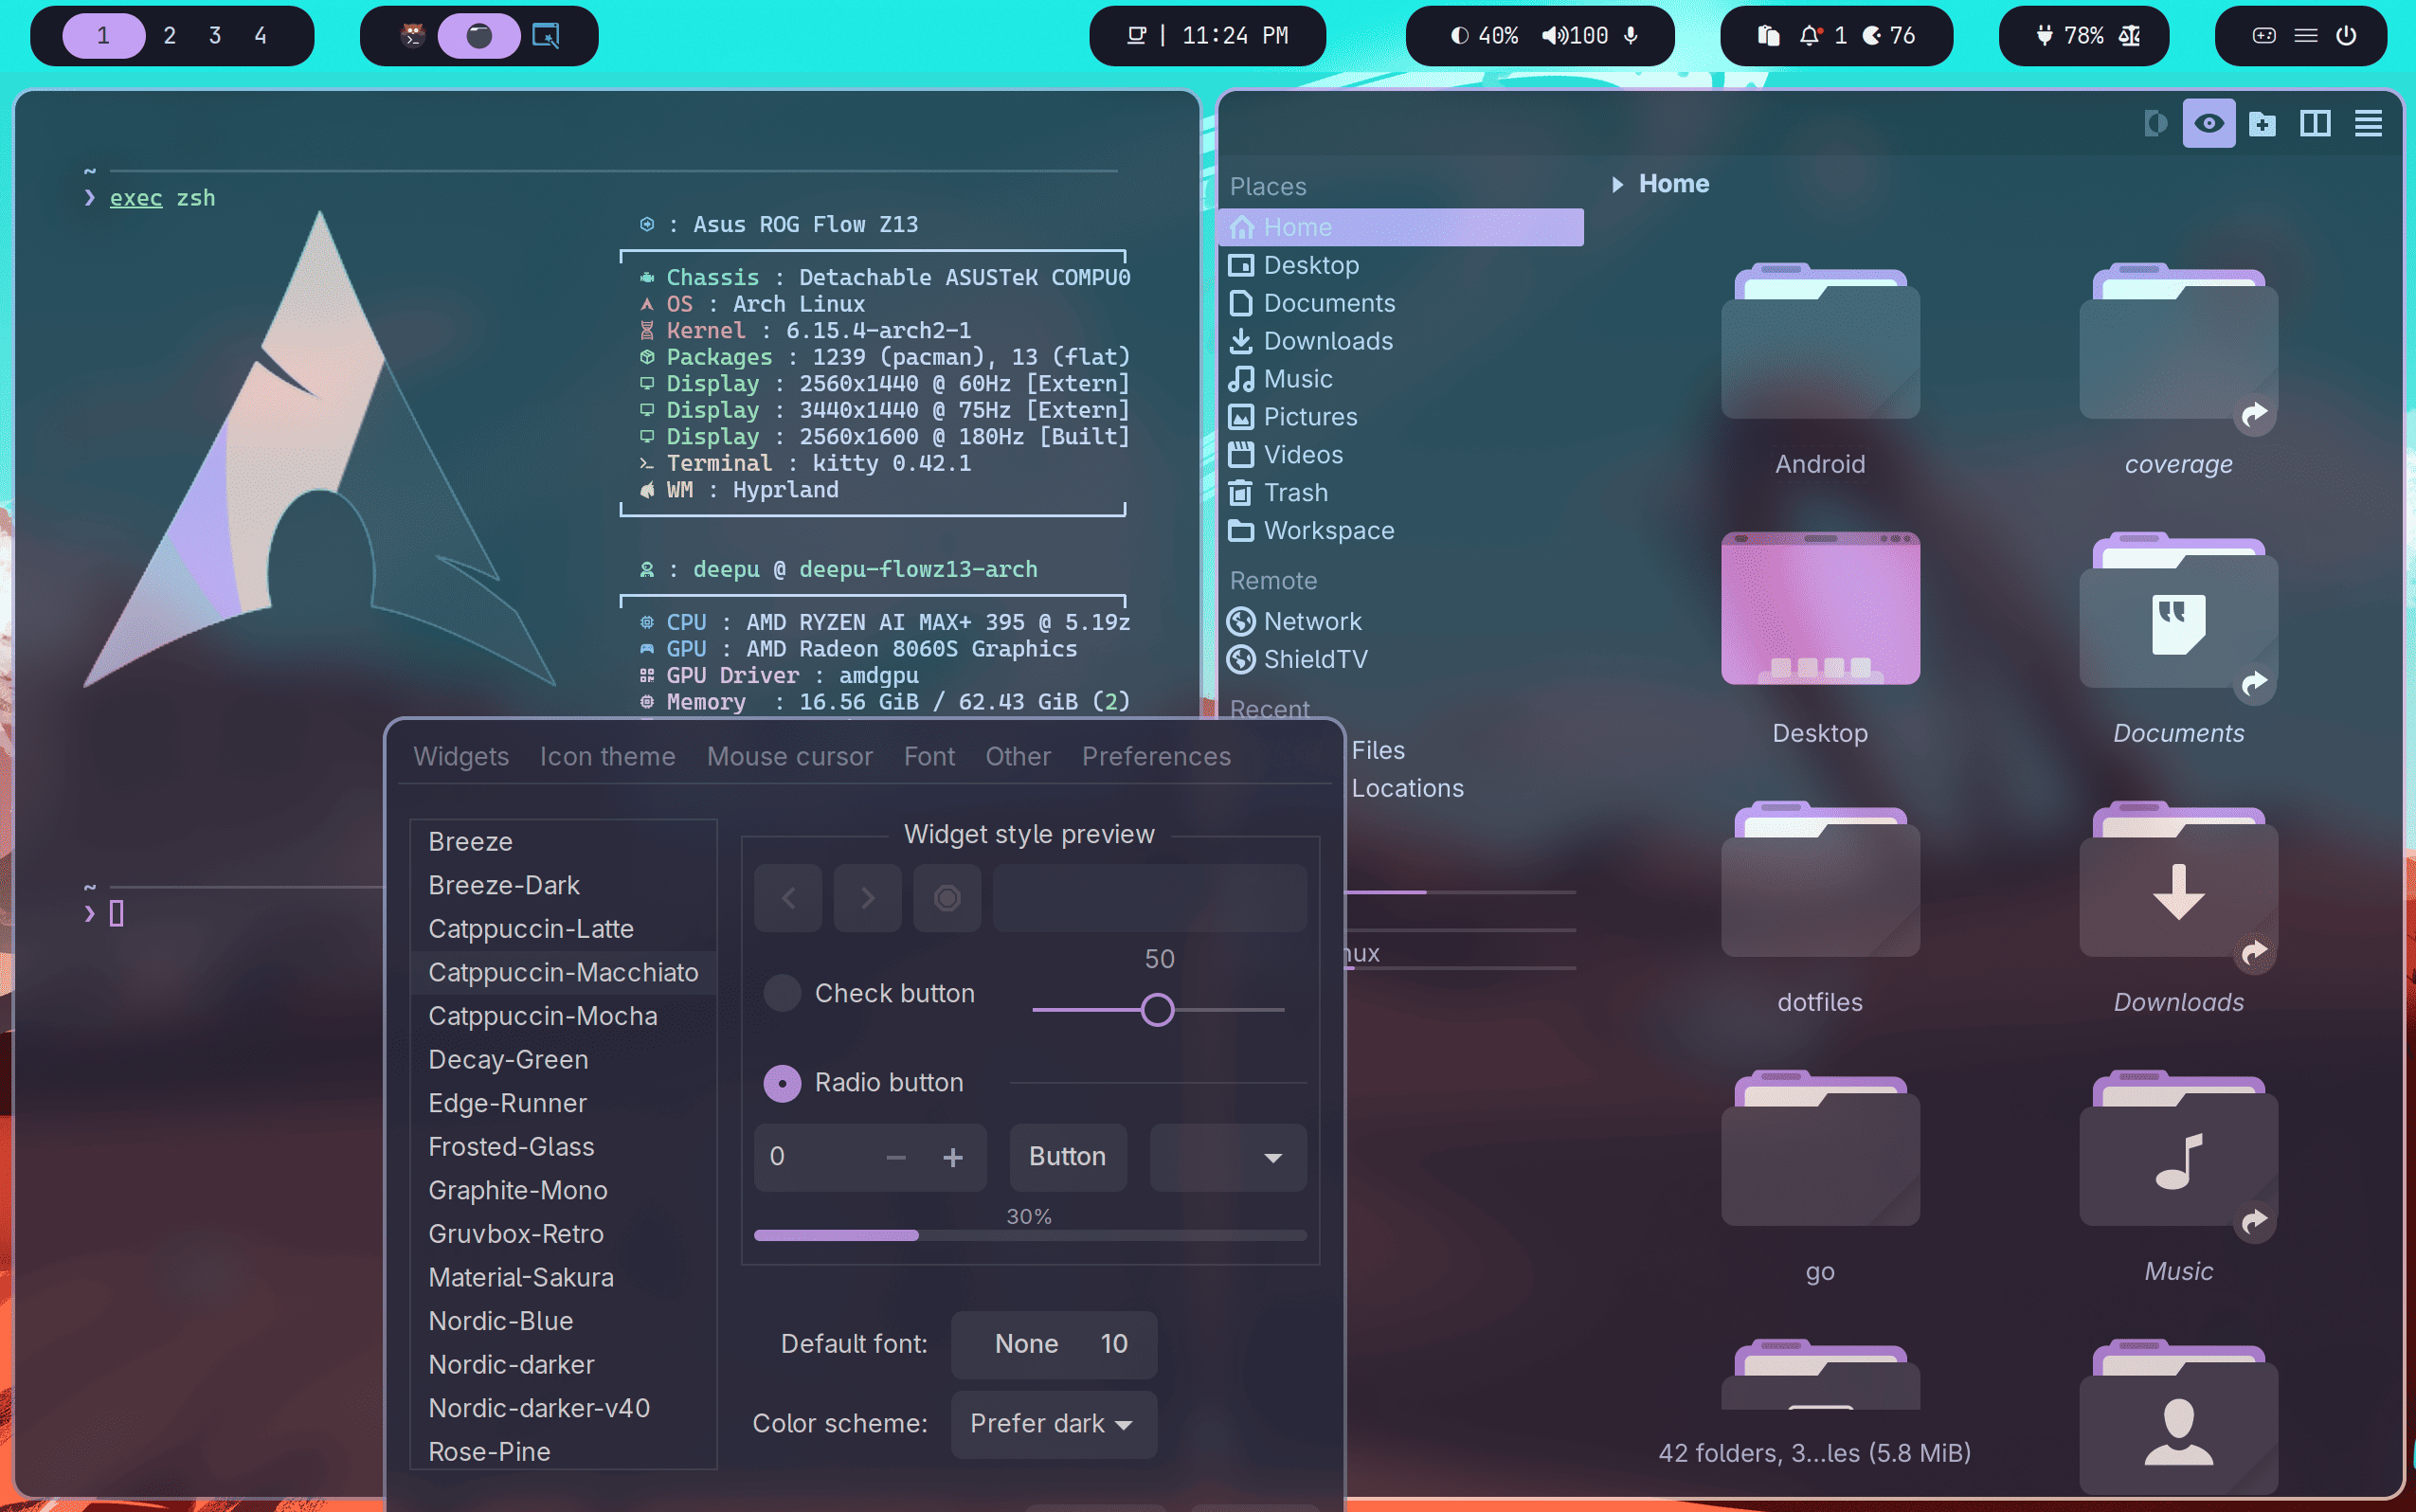 1 2 3 4
| 11:24 PM
40% 100
1 76
78%
~
❯ exec zsh
: Asus ROG Flow Z13
Chassis : Detachable ASUSTeK COMPU0
OS : Arch Linux
Kernel : 6.15.4-arch2-1
Packages : 1239 (pacman), 13 (flat)
Display : 2560x1440 @ 60Hz [Extern]
Display : 3440x1440 @ 75Hz [Extern]
Display : 2560x1600 @ 180Hz [Built]
Terminal : kitty 0.42.1
WM : Hyprland
: deepu @ deepu-flowz13-arch
CPU : AMD RYZEN AI MAX+ 395 @ 5.19z
GPU : AMD Radeon 8060S Graphics
GPU Driver : amdgpu
Memory : 16.56 GiB / 62.43 GiB (2)
~
❯
Widgets Icon theme Mouse cursor Font Other Preferences
Breeze
Breeze-Dark
Catppuccin-Latte
Catppuccin-Macchiato
Catppuccin-Mocha
Decay-Green
Edge-Runner
Frosted-Glass
Graphite-Mono
Gruvbox-Retro
Material-Sakura
Nordic-Blue
Nordic-darker
Nordic-darker-v40
Rose-Pine
Widget style preview
50
Check button
Radio button
0 − + Button
30%
Default font: None 10
Color scheme: Prefer dark
Places
Home
Desktop
Documents
Downloads
Music
Pictures
Videos
Trash
Workspace
Remote
Network
ShieldTV
Recent
Files
Locations
nux
Home
Android
coverage
Desktop
Documents
dotfiles
Downloads
go
Music
42 folders, 3...les (5.8 MiB)